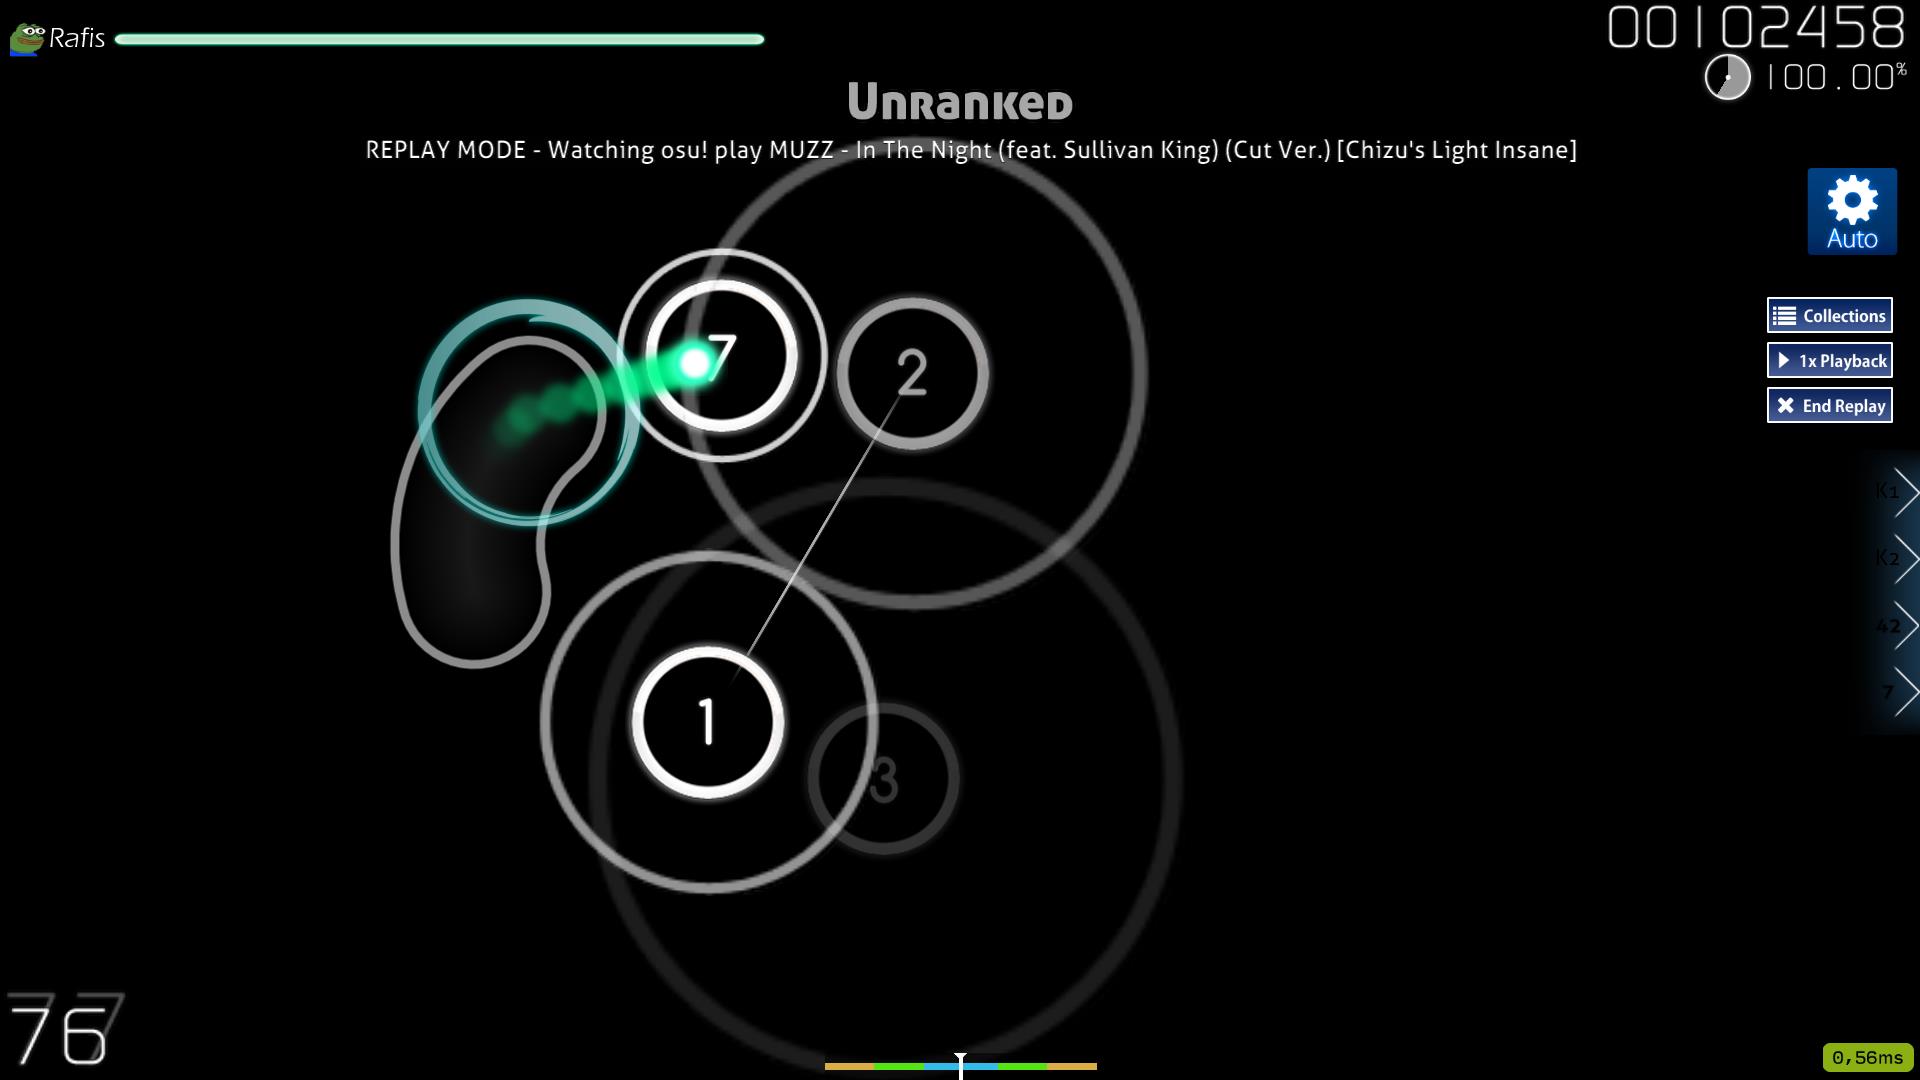 Rafis
00102458
100.00%
Unranked
REPLAY MODE - Watching osu! play MUZZ - In The Night (feat. Sullivan King) (Cut Ver.) [Chizu's Light Insane]
Auto
Collections
1x Playback
End Replay
7
2
K1
K2
42
7
1
3
76
0,56ms